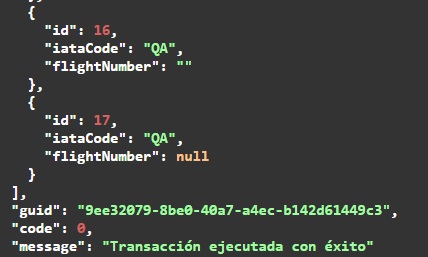 {
"id": 16,
"iataCode": "QA",
"flightNumber": ""
},
{
"id": 17,
"iataCode": "QA",
"flightNumber": null
}
],
"guid": "9ee32079-8be0-40a7-a4ec-b142d61449c3",
"code": 0,
"message": "Transacción ejecutada con éxito"